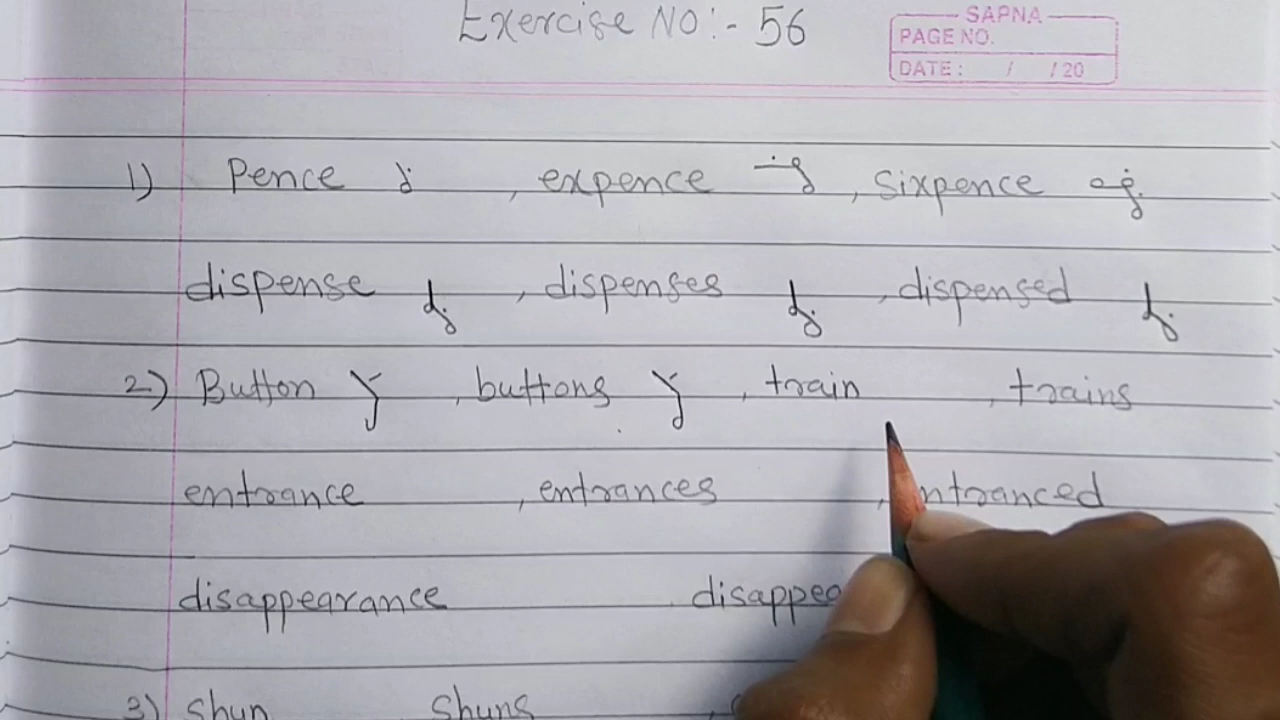 Exercise NO:- 56
SAPNA
PAGE NO.
DATE: / /20
1) Pence , expence , sixpence
dispense , dispenses , dispensed
2) Button , buttons , train , trains
entrance , entrances , entranced
disappearance disappea
3) shun shuns ,